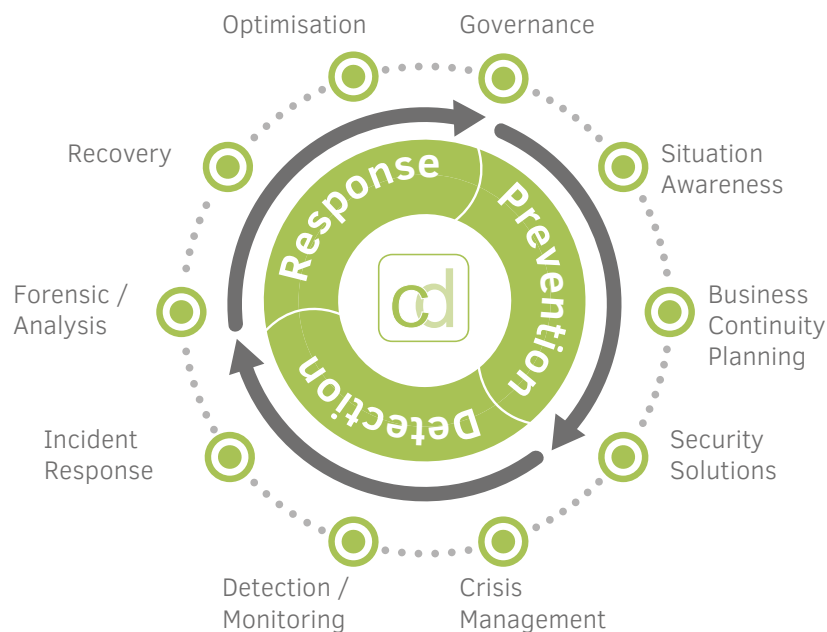 Optimisation
Governance
Recovery
Situation
Awareness
Response
Prevention
Forensic /
Analysis
cd
Business
Continuity
Planning
Detection
Incident
Response
Security
Solutions
Detection /
Monitoring
Crisis
Management